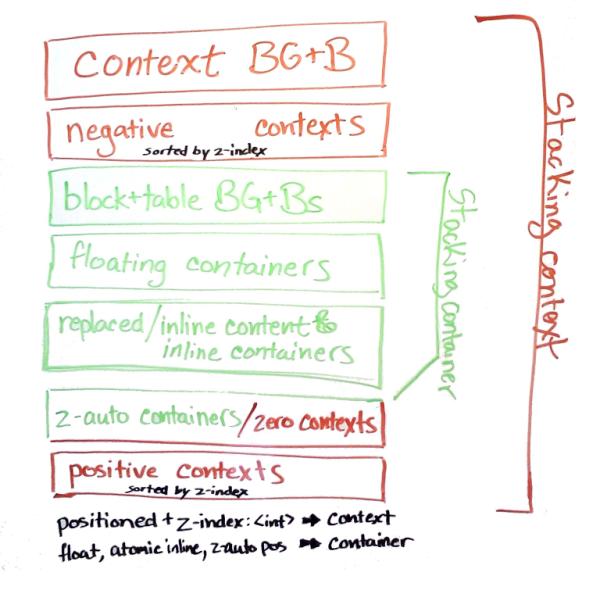 Context BG+B
negative contexts
sorted by z-index
block+table BG+Bs
floating containers
replaced/inline content &
inline containers
z-auto containers/zero contexts
positive contexts
sorted by z-index
positioned + z-index:<int> ➡ Context
float, atomic inline, z-auto pos ➡ Container
Stacking container
Stacking context